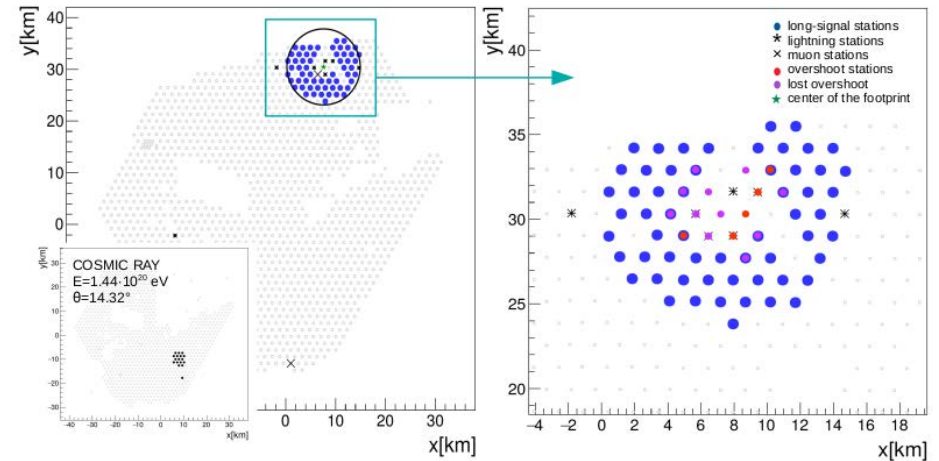 y[km]
40
30
20
10
0
COSMIC RAY
E=1.44·10²⁰ eV
θ=14.32°
y[km]
30
20
10
0
-10
-20
-30
-40 -30 -20 -10 0 10 20 30
x[km]
0 10 20 30 40
x[km]
y[km]
40
35
30
25
20
long-signal stations
lightning stations
muon stations
overshoot stations
lost overshoot
center of the footprint
−4 −2 0 2 4 6 8 10 12 14 16 18
x[km]